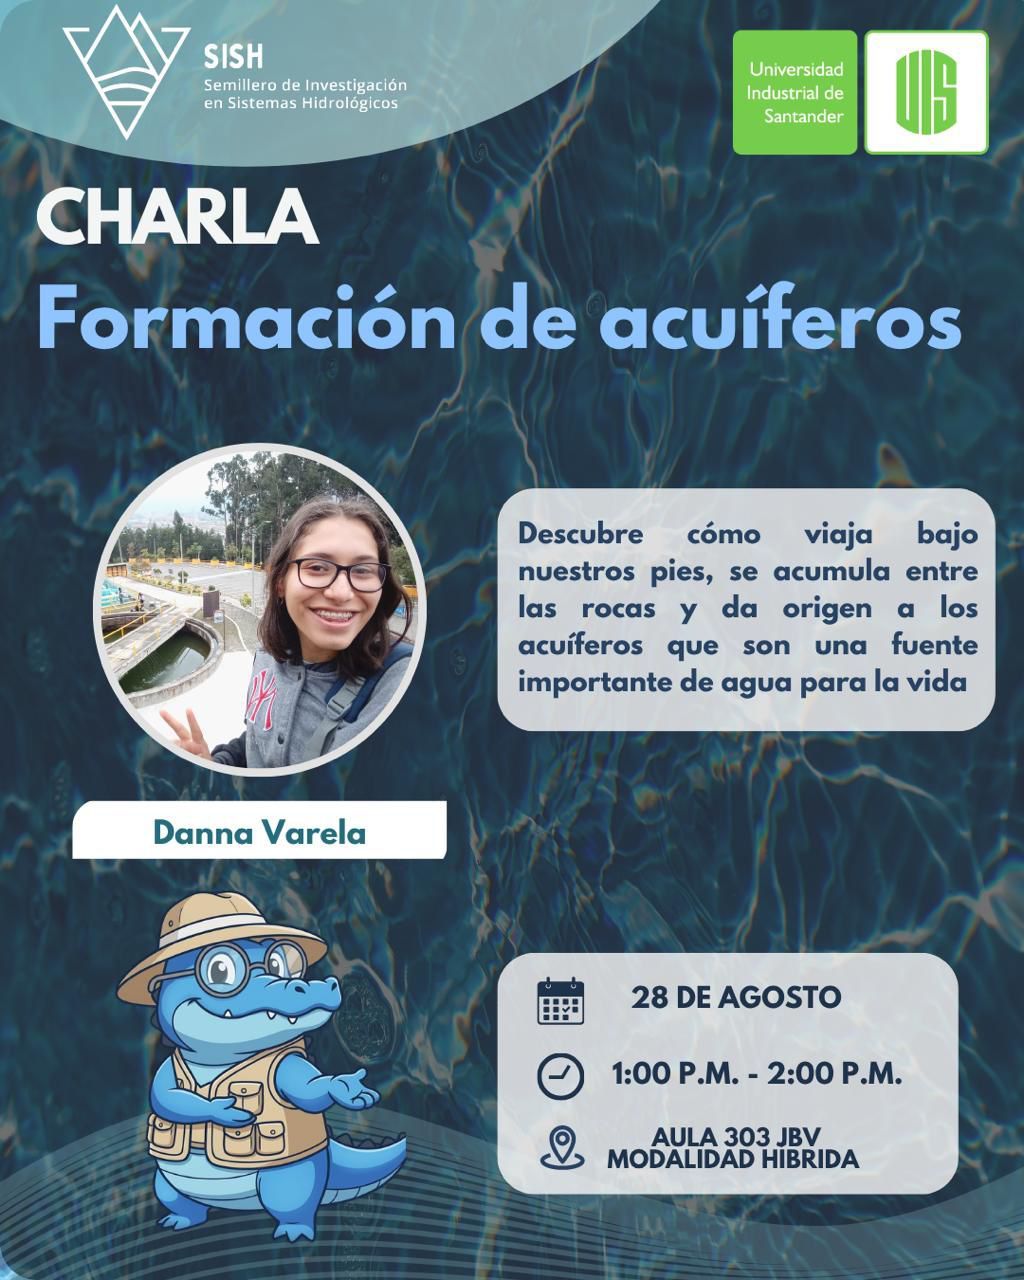 SISH
Semillero de Investigación
en Sistemas Hidrológicos
Universidad
Industrial de
Santander
UIS
CHARLA
Formación de acuíferos
Descubre cómo viaja bajo
nuestros pies, se acumula entre
las rocas y da origen a los
acuíferos que son una fuente
importante de agua para la vida
Danna Varela
28 DE AGOSTO
1:00 P.M. - 2:00 P.M.
AULA 303 JBV
MODALIDAD HIBRIDA